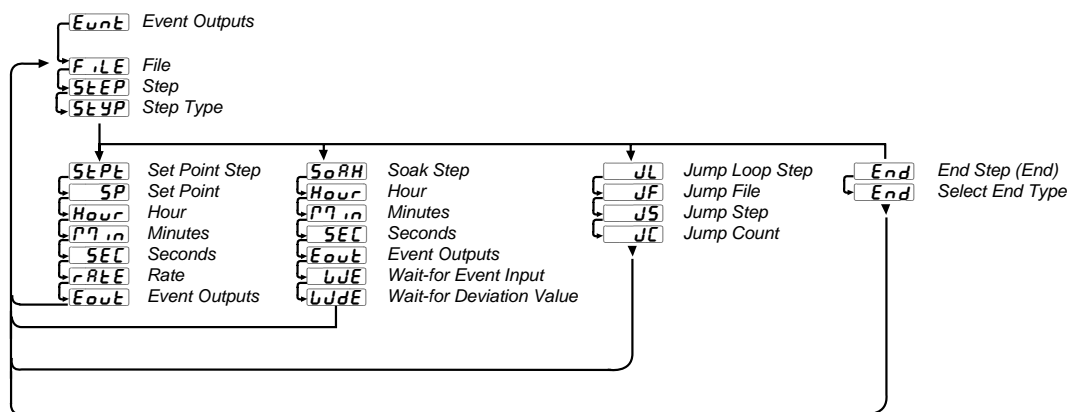 Eunt Event Outputs
FiLE File
StEP Step
StYP Step Type
StPt Set Point Step
SP Set Point
Hour Hour
Min Minutes
SEC Seconds
rAtE Rate
Eout Event Outputs
SoAH Soak Step
Hour Hour
Min Minutes
SEC Seconds
Eout Event Outputs
WE Wait-for Event Input
WdE Wait-for Deviation Value
JL Jump Loop Step
JF Jump File
JS Jump Step
JC Jump Count
End End Step (End)
End Select End Type